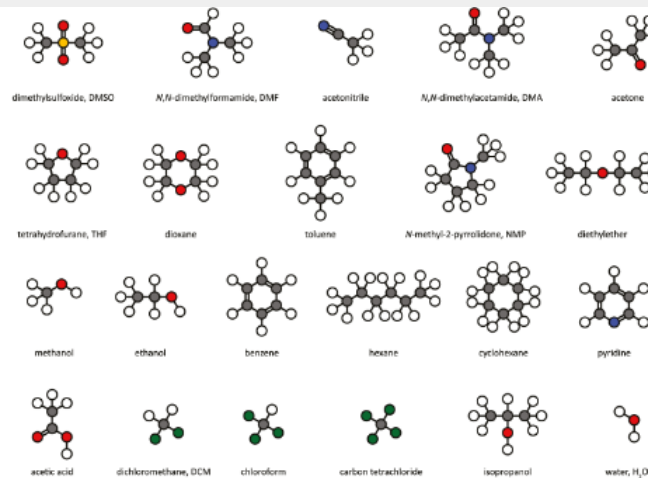 dimethylsulfoxide, DMSO N,N-dimethylformamide, DMF acetonitrile N,N-dimethylacetamide, DMA acetone
tetrahydrofurane, THF dioxane toluene N-methyl-2-pyrrolidone, NMP diethylether
methanol ethanol benzene hexane cyclohexane pyridine
acetic acid dichloromethane, DCM chloroform carbon tetrachloride isopropanol water, H₂O